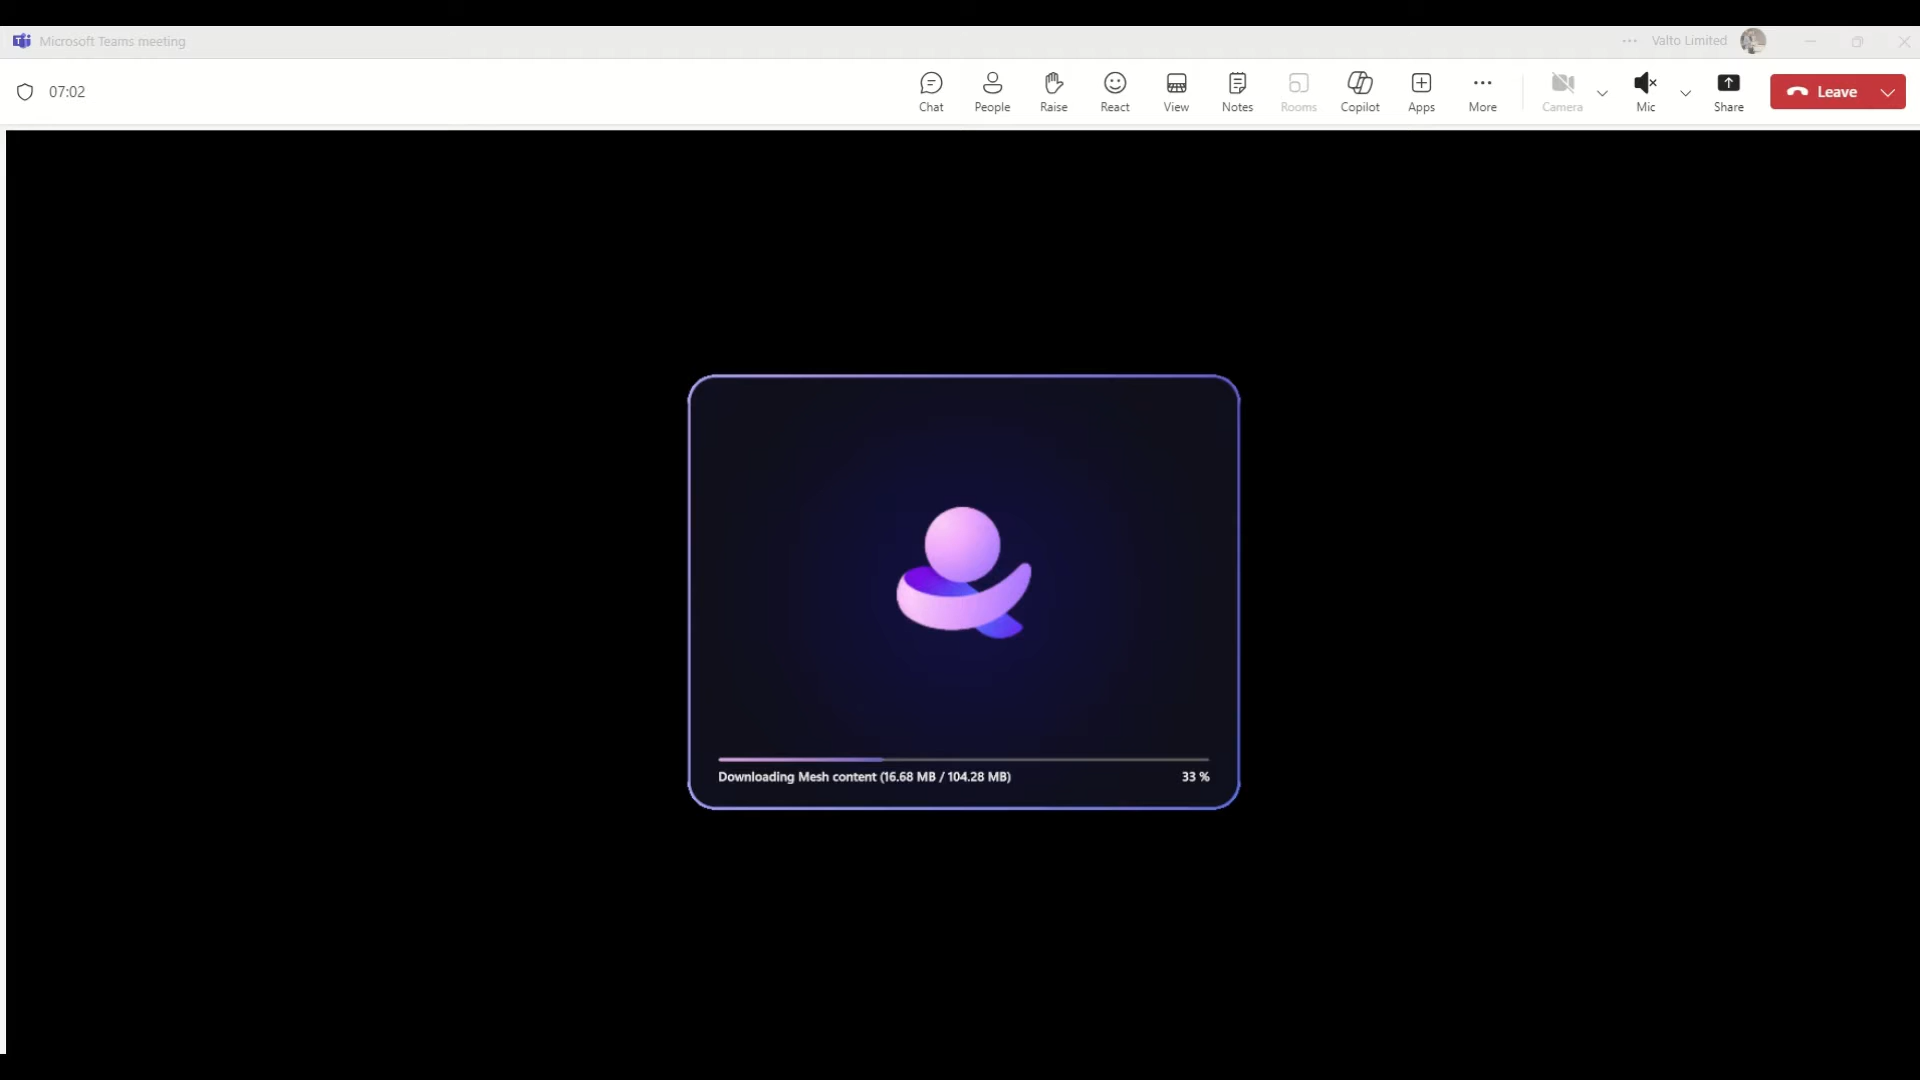 Microsoft Teams meeting
Valto Limited
07:02
Chat
People
Raise
React
View
Notes
Rooms
Copilot
Apps
More
Camera
Mic
Share
Leave
Downloading Mesh content (16.68 MB / 104.28 MB)
33 %